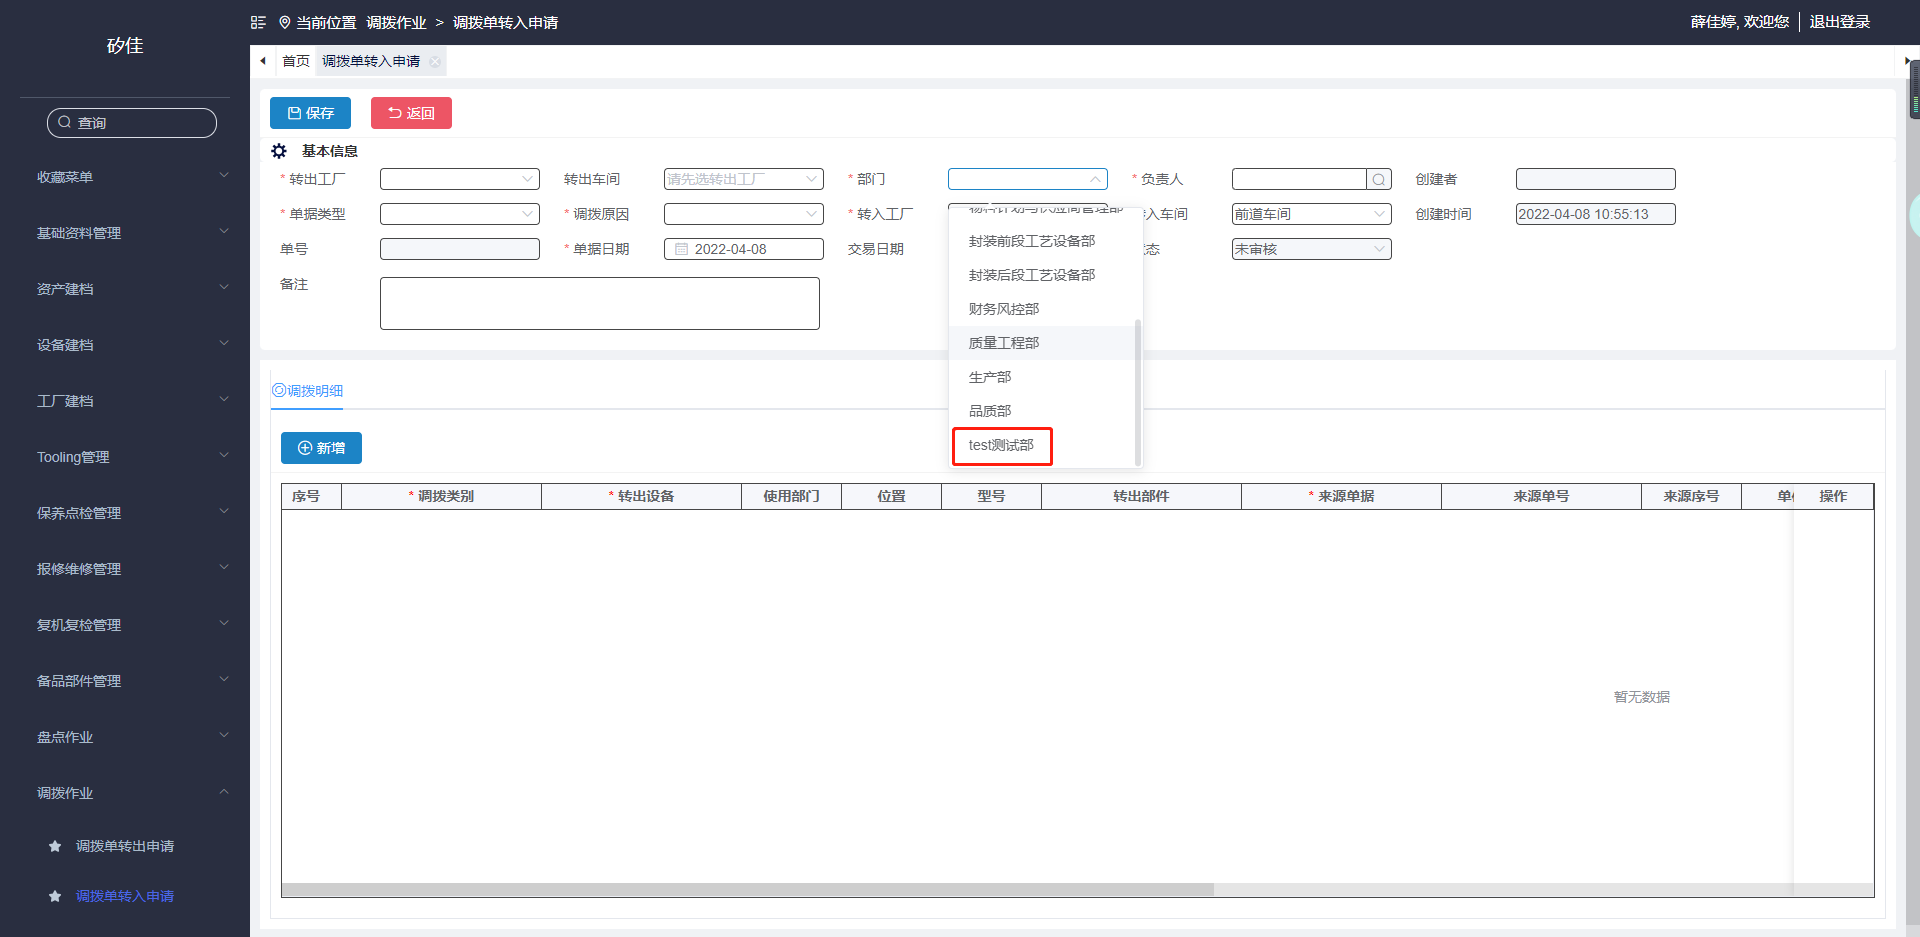 矽佳
查询
收藏菜单
基础资料管理
资产建档
设备建档
工厂建档
Tooling管理
保养点检管理
报修维修管理
复机复检管理
备品部件管理
盘点作业
调拨作业
调拨单转出申请
调拨单转入申请
当前位置 调拨作业 > 调拨单转入申请
薛佳婷, 欢迎您 退出登录
首页 调拨单转入申请
保存 返回
基本信息
* 转出工厂 转出车间 请先选转出工厂 * 部门 * 负责人 创建者
* 单据类型 * 调拨原因 * 转入工厂 入车间 前道车间 创建时间 2022-04-08 10:55:13
单号 * 单据日期 2022-04-08 交易日期 态 未审核
备注
物料计划与供应商管理部
封装前段工艺设备部
封装后段工艺设备部
财务风控部
质量工程部
生产部
品质部
test测试部
调拨明细
新增
序号 * 调拨类别 * 转出设备 使用部门 位置 型号 转出部件 * 来源单据 来源单号 来源序号 单 操作
暂无数据